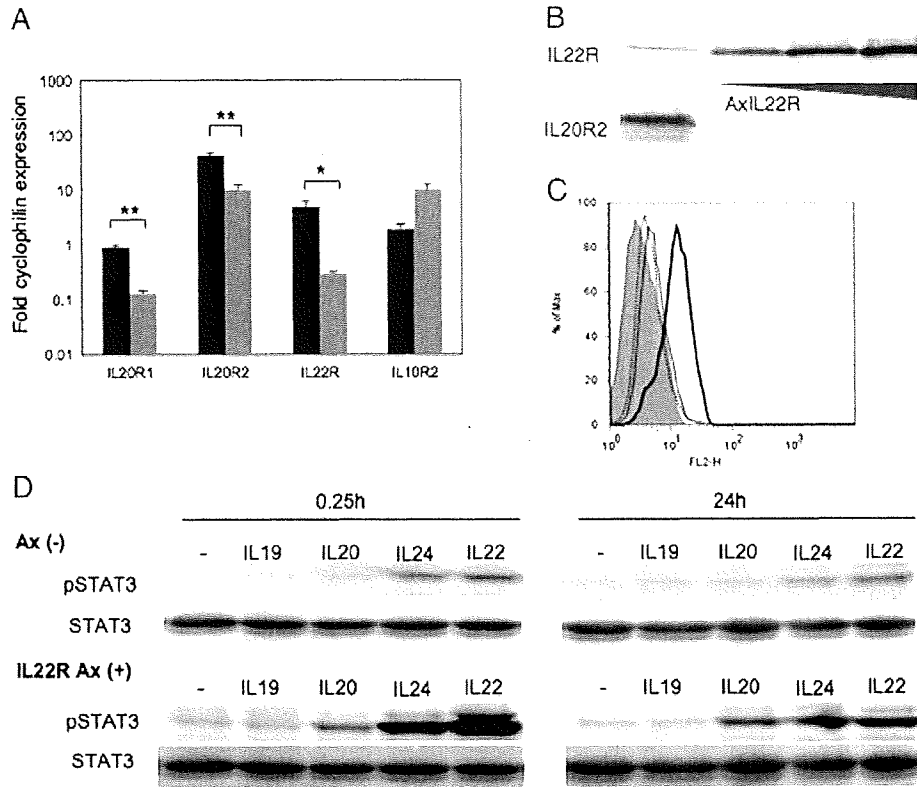 A
Fold cyclophilin expression
1000
100
10
1
0.1
0.01
**
**
*
IL20R1
IL20R2
IL22R
IL10R2
B
IL22R
AxIL22R
IL20R2
C
% of Max
100
80
60
40
20
0
10⁰
10¹
10²
10³
FL2-H
D
0.25h
24h
Ax (-)
- IL19 IL20 IL24 IL22
- IL19 IL20 IL24 IL22
pSTAT3
STAT3
IL22R Ax (+)
- IL19 IL20 IL24 IL22
- IL19 IL20 IL24 IL22
pSTAT3
STAT3